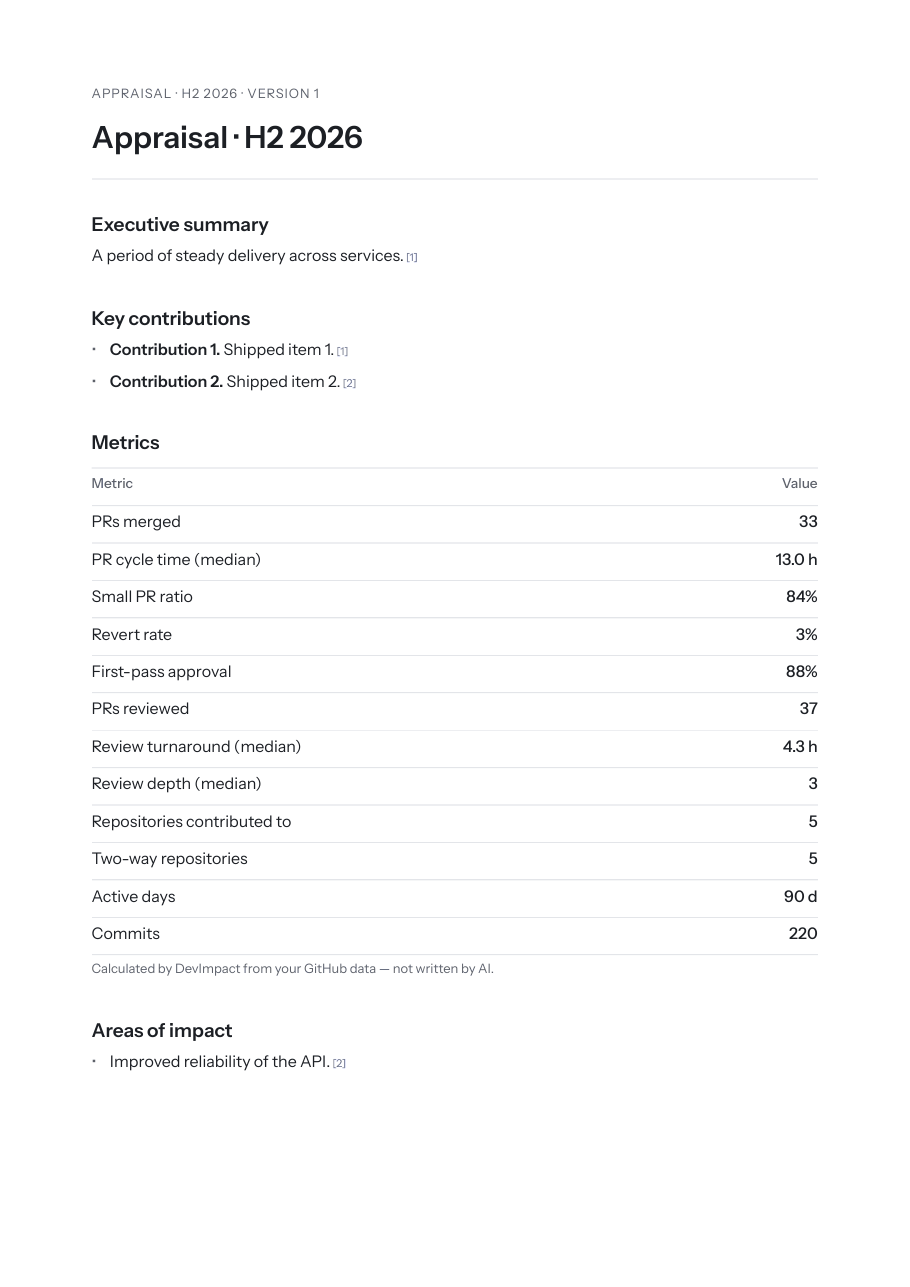 APPRAISAL · H2 2026 · VERSION 1
Appraisal · H2 2026
Executive summary
A period of steady delivery across services. [1]
Key contributions
• Contribution 1. Shipped item 1. [1]
• Contribution 2. Shipped item 2. [2]
Metrics
Metric Value
PRs merged 33
PR cycle time (median) 13.0 h
Small PR ratio 84%
Revert rate 3%
First-pass approval 88%
PRs reviewed 37
Review turnaround (median) 4.3 h
Review depth (median) 3
Repositories contributed to 5
Two-way repositories 5
Active days 90 d
Commits 220
Calculated by DevImpact from your GitHub data — not written by AI.
Areas of impact
• Improved reliability of the API. [2]